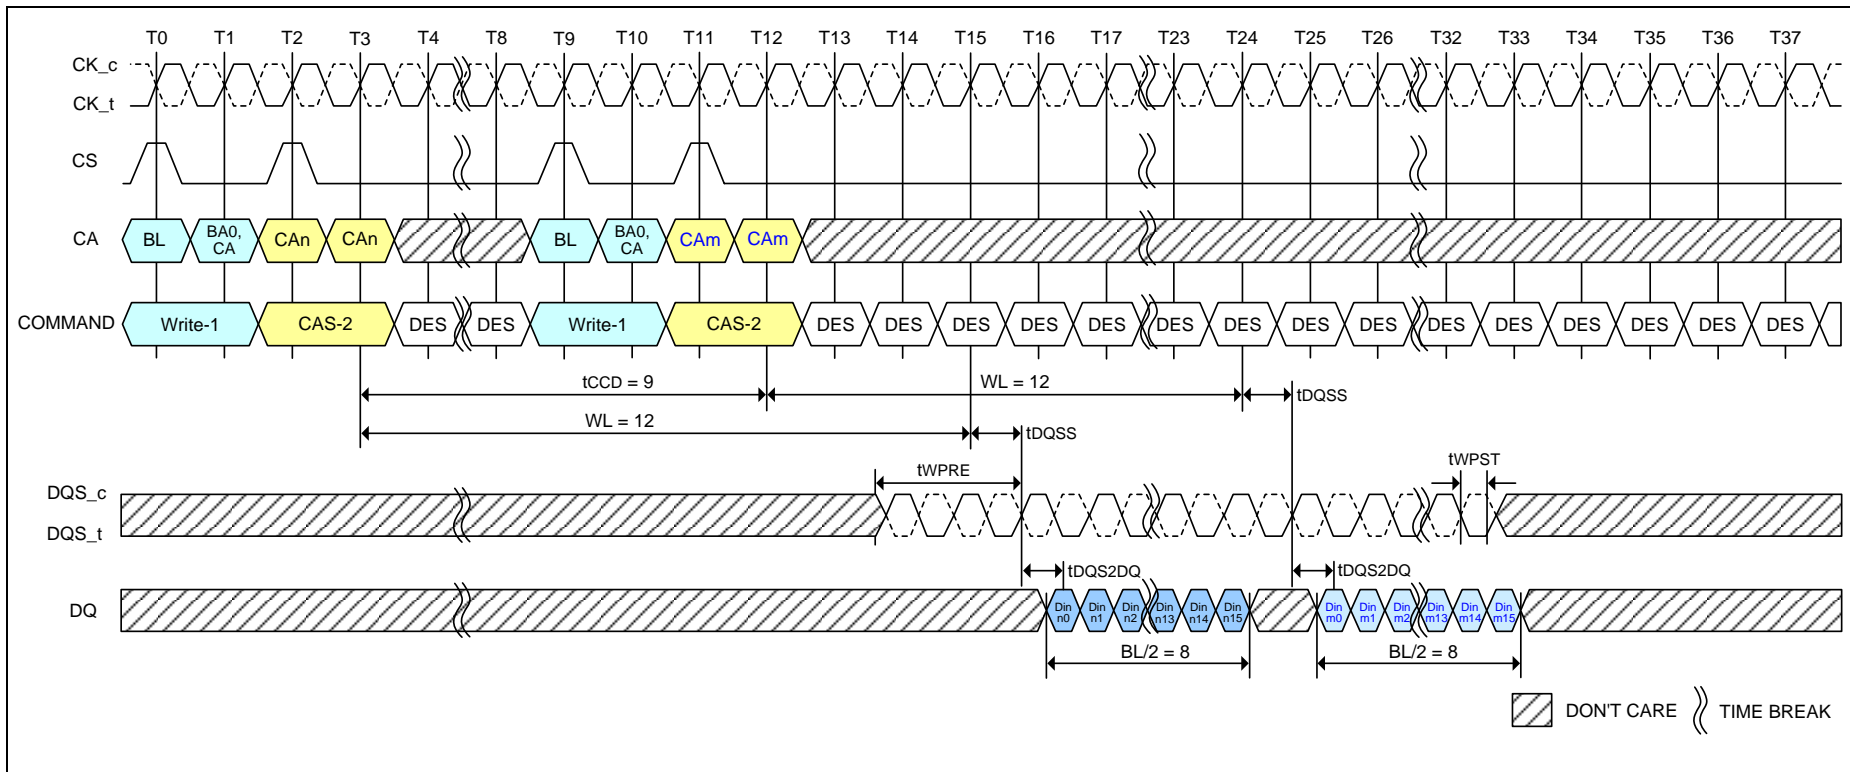 T0 T1 T2 T3 T4 T8 T9 T10 T11 T12 T13 T14 T15 T16 T17 T23 T24 T25 T26 T32 T33 T34 T35 T36 T37
CK_c
CK_t
CS
CA BL BA0, CA CAn CAn BL BA0, CA CAm CAm
COMMAND Write-1 CAS-2 DES DES Write-1 CAS-2 DES DES DES DES DES DES DES DES DES DES DES DES DES DES DES
tCCD = 9 WL = 12 tDQSS
WL = 12 tDQSS
tWPRE tWPST
DQS_c
DQS_t
tDQS2DQ tDQS2DQ
DQ Din n0 Din n1 Din n2 Din n13 Din n14 Din n15 Din m0 Din m1 Din m2 Din m13 Din m14 Din m15
BL/2 = 8 BL/2 = 8
DON'T CARE TIME BREAK